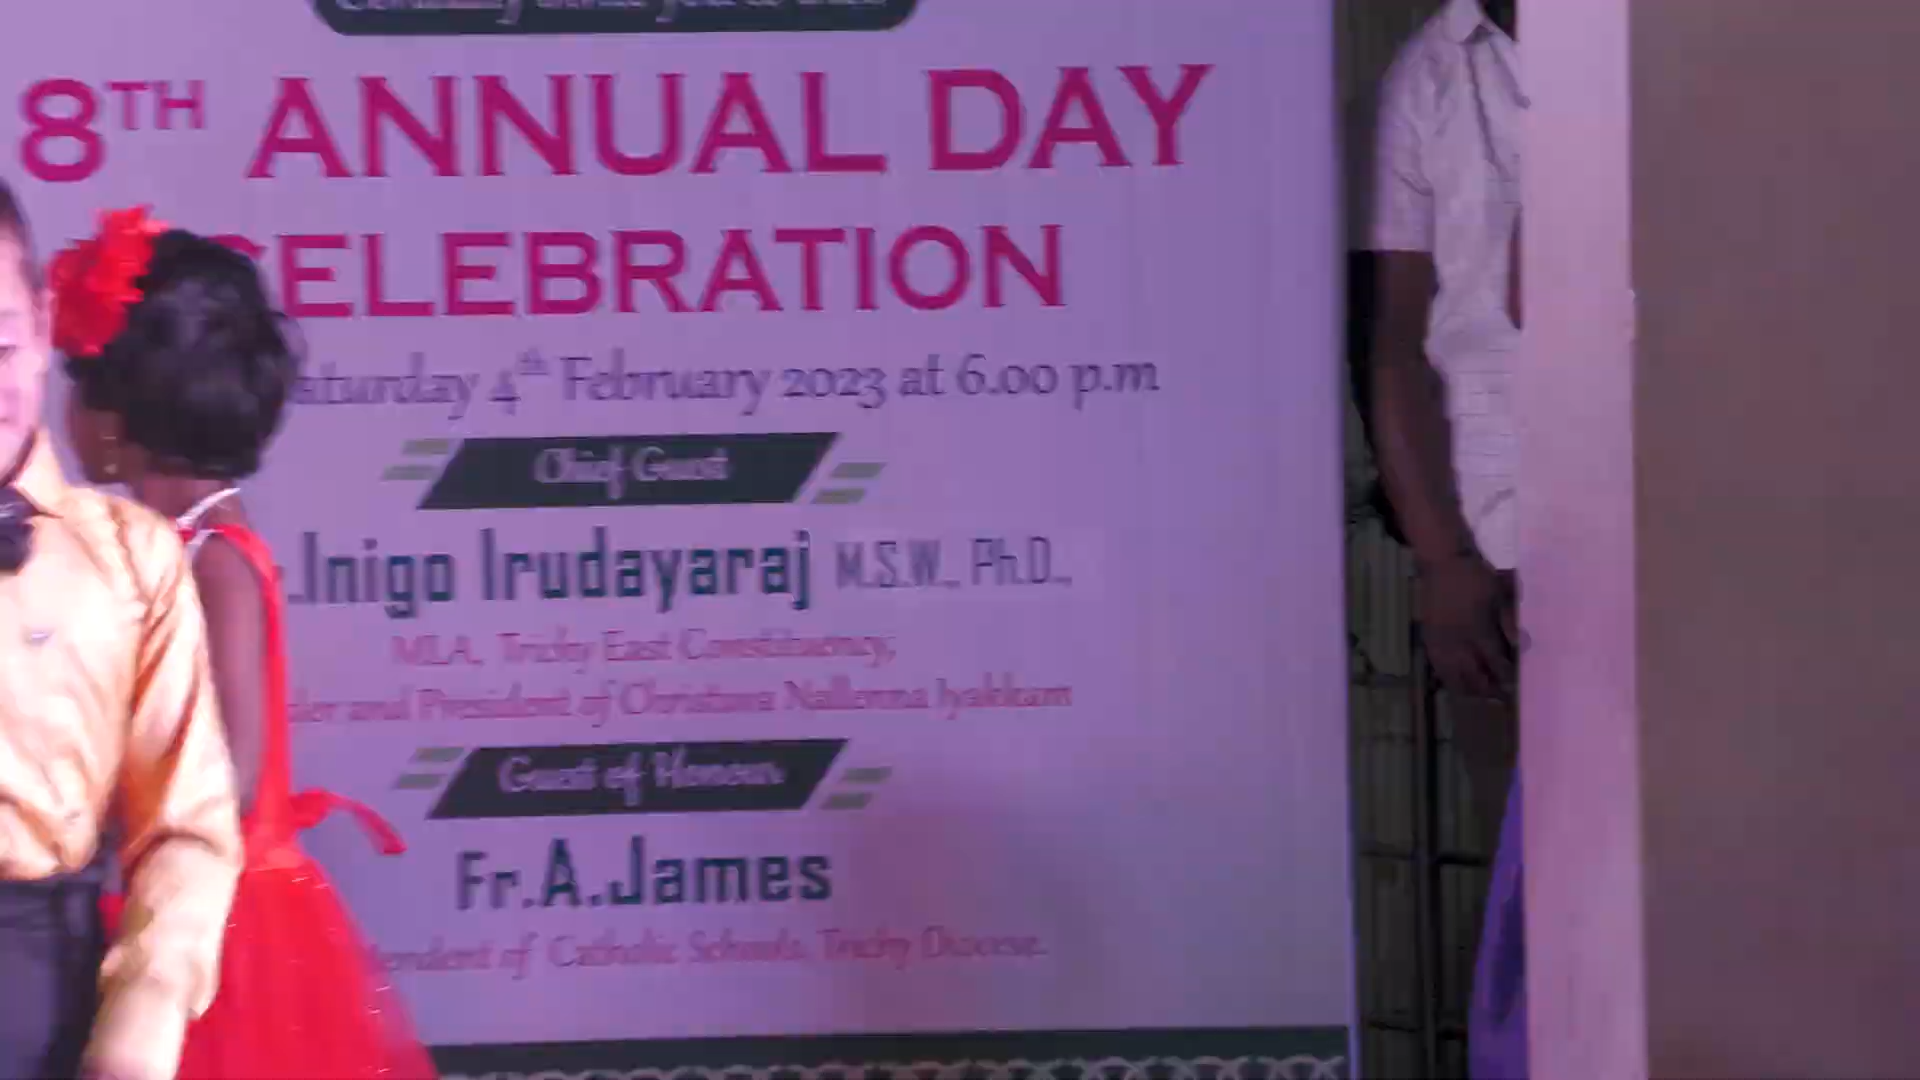 8TH ANNUAL DAY
CELEBRATION
Saturday 4th February 2023 at 6.00 p.m
Chief Guest
.Inigo Irudayaraj M.S.W., Ph.D.,
MLA, Trichy East Constituency,
and President of Christava Nallenna Iyakkam
Guest of Honour
Fr.A.James
of Catholic Schools, Trichy Diocese.